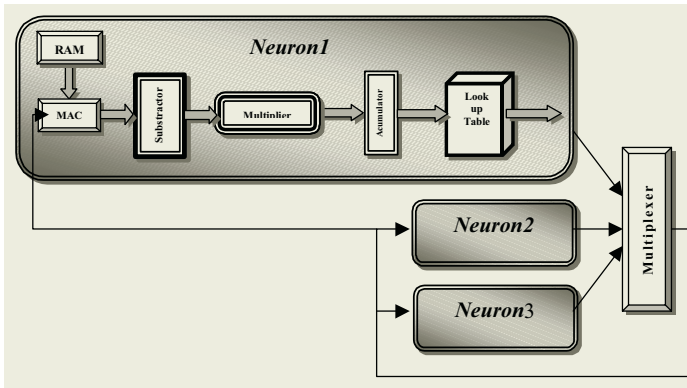 Neuron1
RAM
MAC
Substractor
Multiplier
Acumulator
Look
up
Table
Neuron2
Neuron3
Multiplexer